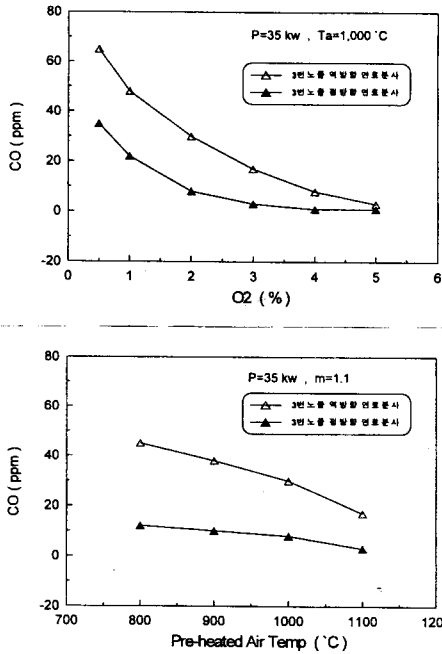 80
60
40
20
0
-20
CO ( ppm )
P=35 kw , Ta=1,000 ˚C
3번노즐 역방향 연료분사
3번노즐 정방향 연료분사
0 1 2 3 4 5 6
O2 ( % )
80
60
40
20
0
-20
CO ( ppm )
P=35 kw , m=1.1
3번노즐 역방향 연료분사
3번노즐 정방향 연료분사
700 800 900 1000 1100 120
Pre-heated Air Temp ( ˚C )